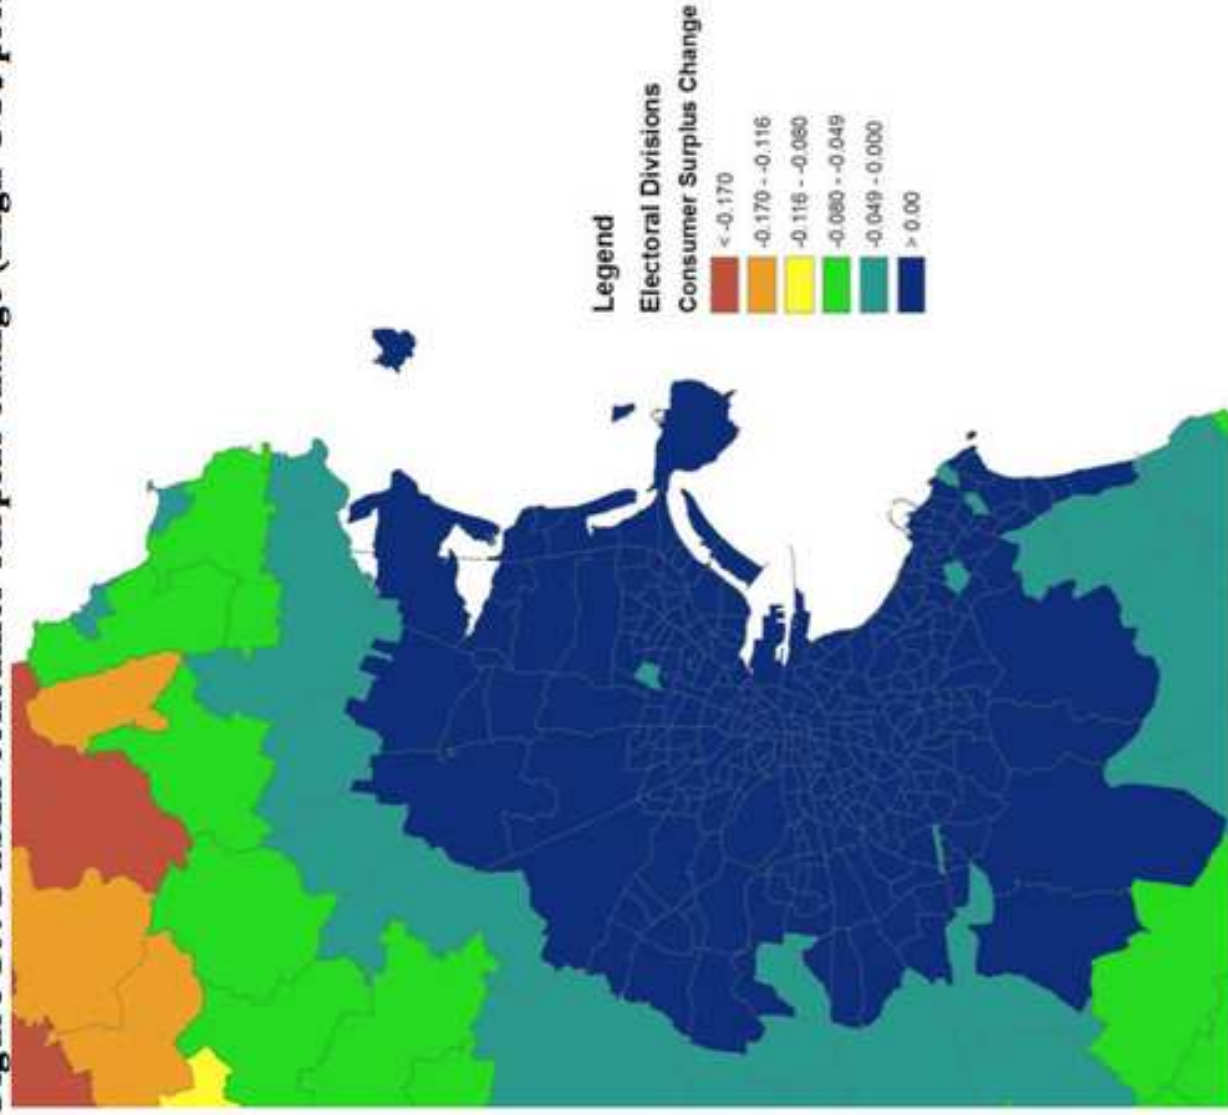 Legend
Electoral Divisions
Consumer Surplus Change
< -0.170
-0.170 - -0.116
-0.116 - -0.080
-0.080 - -0.049
-0.049 - 0.000
> 0.00